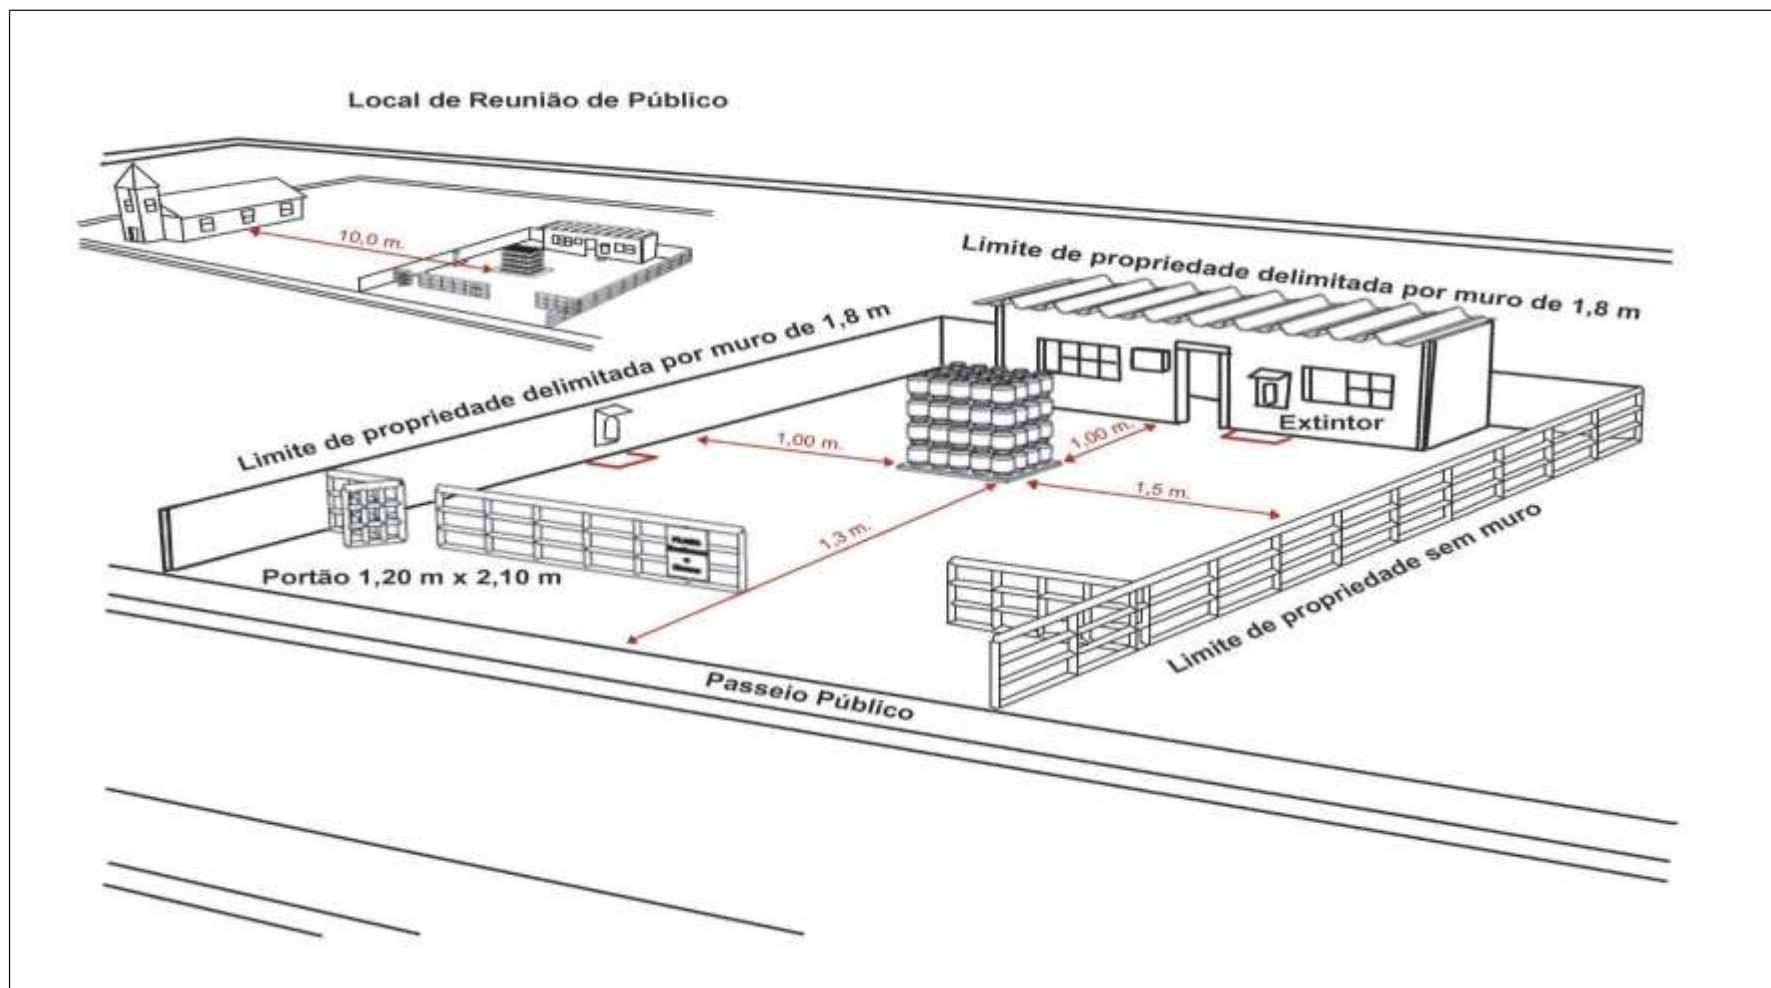 Local de Reunião de Público
10,0 m.
Limite de propriedade delimitada por muro de 1,8 m
Limite de propriedade delimitada por muro de 1,8 m
Extintor
1,00 m.
1,00 m.
1,5 m.
1,3 m.
Portão 1,20 m x 2,10 m
Limite de propriedade sem muro
Passeio Público